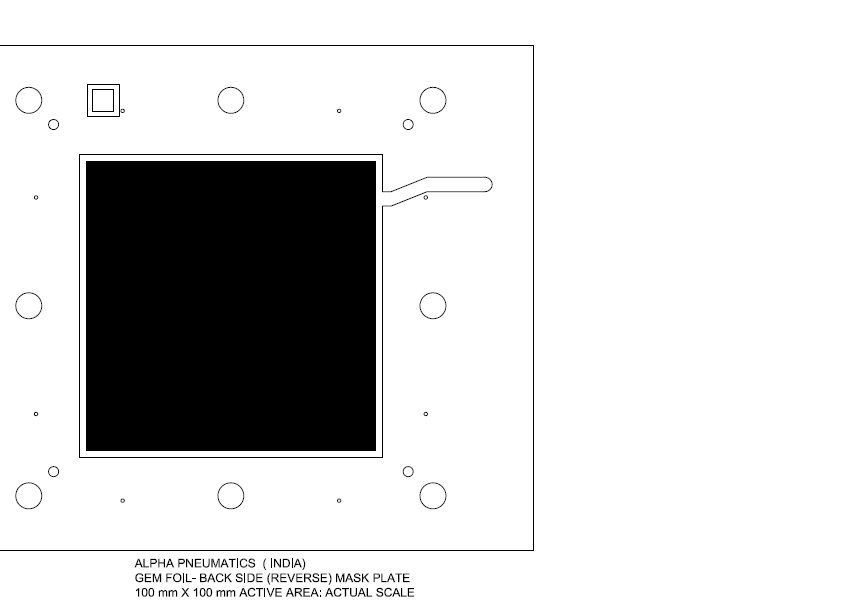 ALPHA PNEUMATICS ( INDIA)
GEM FOIL- BACK SIDE (REVERSE) MASK PLATE
100 mm X 100 mm ACTIVE AREA: ACTUAL SCALE